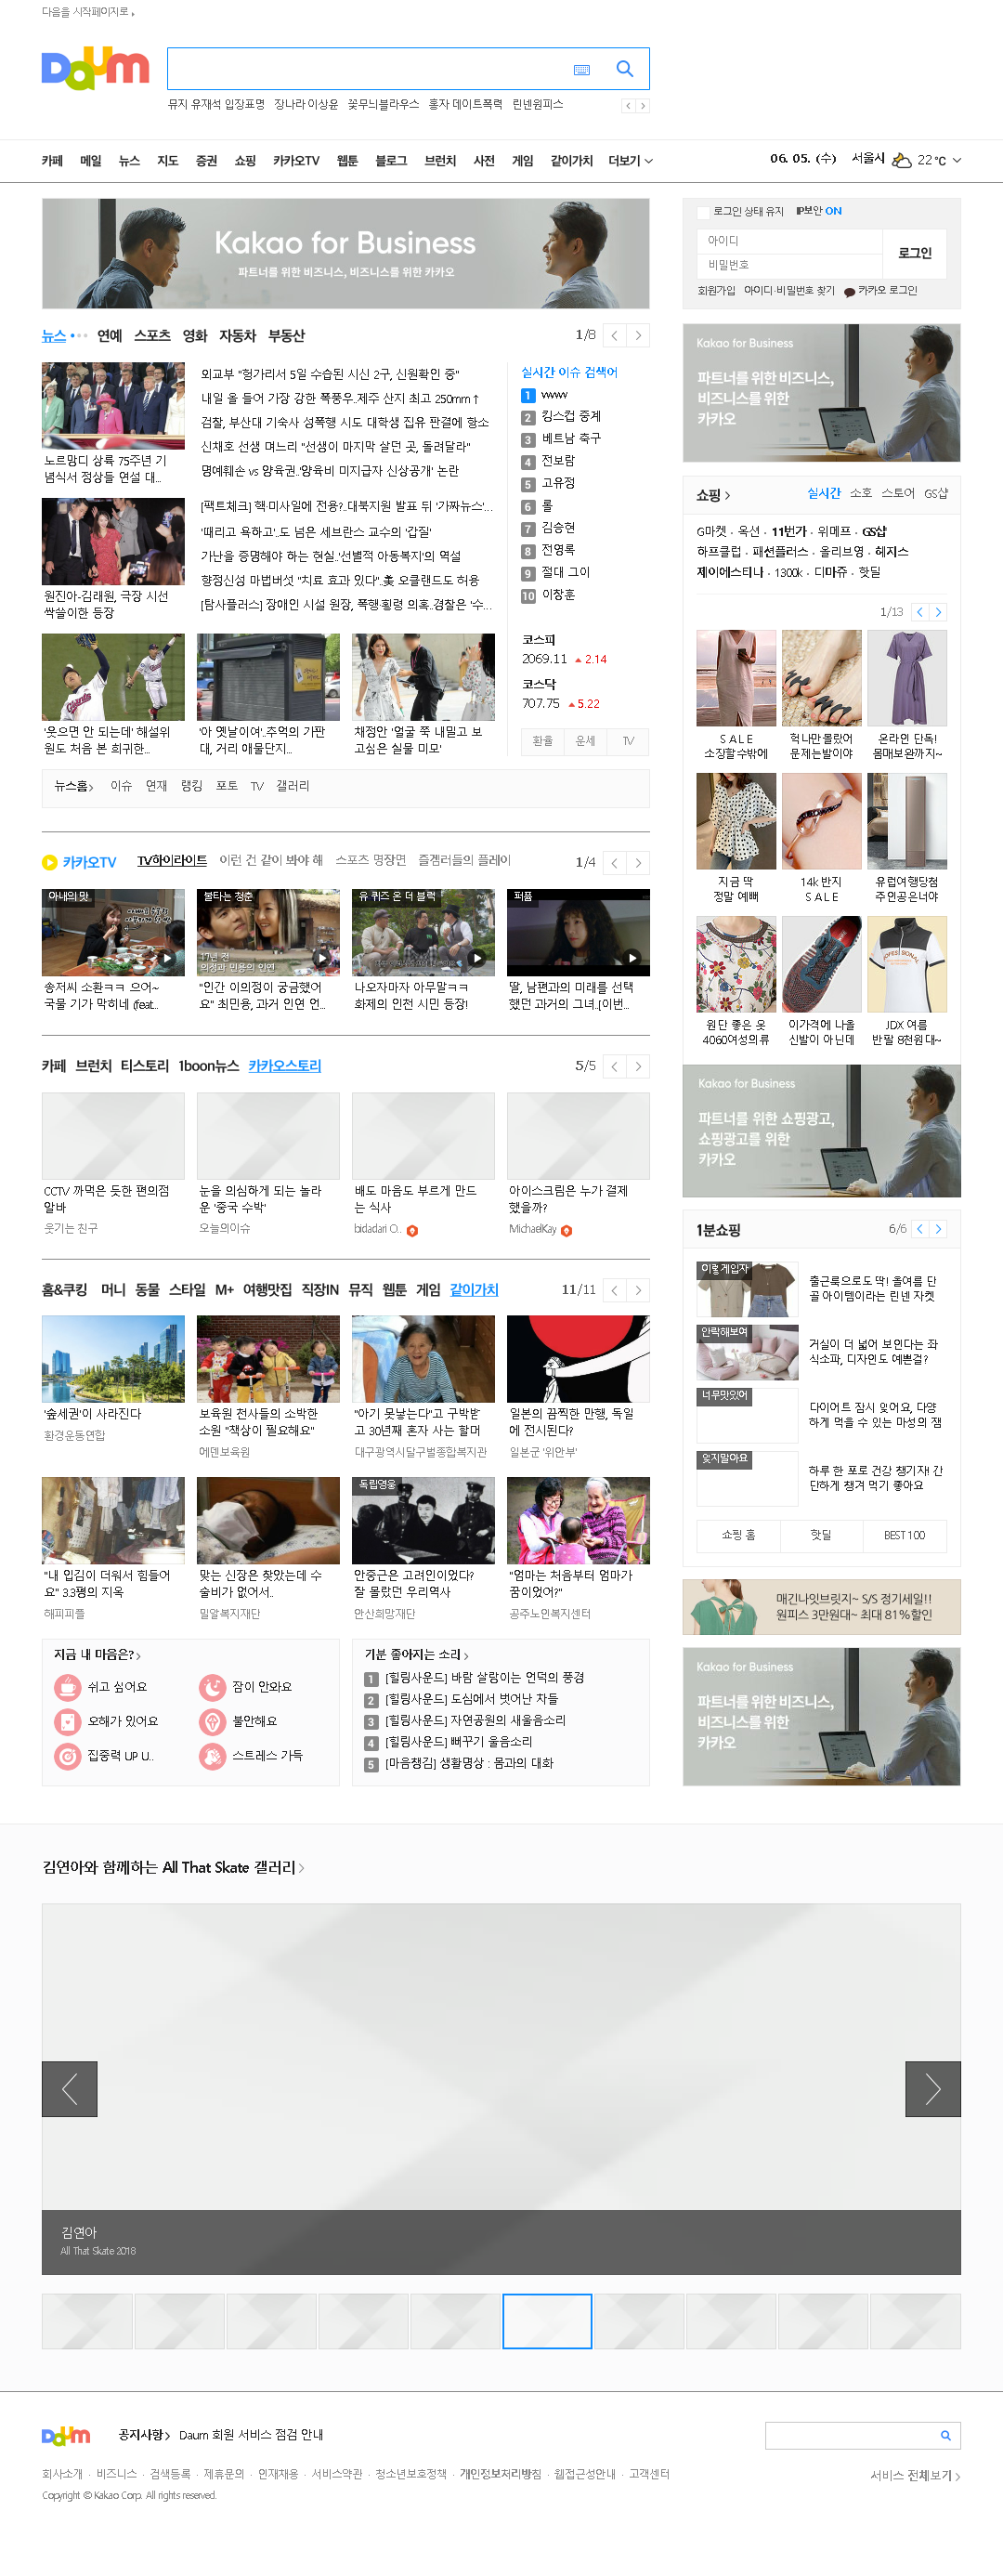 다음을 시작페이지로
Daum
뮤지 유재석 입장표명 장나라 이상윤 꽃무늬블라우스 혼자 데이트폭력 린넨원피스
카페 메일 뉴스 지도 증권 쇼핑 카카오TV 웹툰 블로그 브런치 사전 게임 같이가치 더보기
06. 05. (수) 서울시 22 ℃
Kakao for Business
파트너를 위한 비즈니스, 비즈니스를 위한 카카오
로그인 상태 유지 IP보안 ON
아이디
비밀번호
로그인
회원가입 아이디·비밀번호 찾기 카카오 로그인
뉴스 연예 스포츠 영화 자동차 부동산
1/8
노르망디 상륙 75주년 기
념식서 정상들 연설 대...
원진아-김래원, 극장 시선
싹쓸이한 등장
외교부 "헝가리서 5일 수습된 시신 2구, 신원확인 중"
내일 올 들어 가장 강한 폭풍우..제주 산지 최고 250mm↑
검찰, 부산대 기숙사 성폭행 시도 대학생 집유 판결에 항소
신채호 선생 며느리 "선생이 마지막 살던 곳, 돌려달라"
명예훼손 vs 양육권..'양육비 미지급자 신상공개' 논란
[팩트체크] 핵·미사일에 전용?..대북지원 발표 뒤 '가짜뉴스'...
'때리고 욕하고'..도 넘은 세브란스 교수의 '갑질'
가난을 증명해야 하는 현실..'선별적 아동복지'의 역설
향정신성 마법버섯 "치료 효과 있다"..美 오클랜드도 허용
[탐사플러스] 장애인 시설 원장, 폭행·횡령 의혹..검찰은 '수...
'웃으면 안 되는데' 해설위
원도 처음 본 희귀한...
'아 옛날이여'..추억의 가판
대, 거리 애물단지...
채정안 '얼굴 쭉 내밀고 보
고싶은 실물 미모'
실시간 이슈 검색어
1 www
2 킹스컵 중계
3 베트남 축구
4 전보람
5 고유정
6 롤
7 김승현
8 전영록
9 절대 그이
10 이창훈
코스피
2069.11 ▲ 2.14
코스닥
707.75 ▲ 5.22
환율 운세 TV
뉴스홈 이슈 연재 랭킹 포토 TV 갤러리
Kakao for Business
파트너를 위한 비즈니스,
비즈니스를 위한
카카오
쇼핑 실시간 소호 스토어 GS샵
G마켓 · 옥션 · 11번가 · 위메프 · GS샵
하프클럽 · 패션플러스 · 올리브영 · 헤지스
제이에스티나 · 1300k · 디마쥬 · 핫딜
1/13
S A L E
소장할수밖에
헉나만몰랐어
문제는발이야
온라인 단독!
몸매보완까지~
지금 딱
정말 예뻐
14k 반지
S A L E
유럽여행당첨
주인공은너야
원단 좋은 옷
4060여성의류
이가격에 나올
신발이 아닌데
JDX 여름
반팔 8천원대~
카카오TV TV하이라이트 이런 건 같이 봐야 해 스포츠 명장면 즐겜러들의 플레이
1/4
아내의 맛
불타는 청춘
17년 전
의정과 민용의 인연
유 퀴즈 온 더 블럭
퍼퓸
송저씨 소환ㅋㅋ 으어~
국물 기가 막히네 (feat...
"인간 이의정이 궁금했어
요" 최민용, 과거 인연 언...
나오자마자 아무말ㅋㅋ
화제의 인천 시민 등장!
딸, 남편과의 미래를 선택
했던 과거의 그녀..[이번...
카페 브런치 티스토리 1boon뉴스 카카오스토리
5/5
CCTV 까먹은 듯한 편의점
알바
웃기는 친구
눈을 의심하게 되는 놀라
운 '중국 수박'
오늘의이슈
배도 마음도 부르게 만드
는 식사
bidadari O..
아이스크림은 누가 결제
했을까?
MichaelKay
Kakao for Business
파트너를 위한 쇼핑광고,
쇼핑광고를 위한
카카오
홈&쿠킹 머니 동물 스타일 M+ 여행맛집 직장IN 뮤직 웹툰 게임 같이가치
11/11
'숲세권'이 사라진다
환경운동연합
보육원 천사들의 소박한
소원 "책상이 필요해요"
에덴보육원
"아기 못낳는다"고 구박받
고 30년째 혼자 사는 할머
대구광역시달구벌종합복지관
일본의 끔찍한 만행, 독일
에 전시된다?
일본군 '위안부'
"내 입김이 더워서 힘들어
요" 3.3평의 지옥
해피피플
맞는 신장은 찾았는데 수
술비가 없어서..
밀알복지재단
독립영웅
안중근은 고려인이었다?
잘 몰랐던 우리역사
안산희망재단
"엄마는 처음부터 엄마가
꿈이었어?"
공주노인복지센터
1분쇼핑 6/6
이렇게입자
출근룩으로도 딱! 올여름 단
골 아이템이라는 린넨 자켓
안락해보여
거실이 더 넓어 보인다는 좌
식소파, 디자인도 예쁜걸?
너무맛있어
다이어트 잠시 잊어요, 다양
하게 먹을 수 있는 마성의 잼
잊지말아요
하루 한 포로 건강 챙기자! 간
단하게 챙겨 먹기 좋아요
쇼핑 홈 핫딜 BEST 100
매긴나잇브릿지~ S/S 정기세일!!
원피스 3만원대~ 최대 81%할인
지금 내 마음은?
쉬고 싶어요 잠이 안와요
오해가 있어요 불안해요
집중력 UP U.. 스트레스 가득
기분 좋아지는 소리
1 [힐링사운드] 바람 살랑이는 언덕의 풍경
2 [힐링사운드] 도심에서 벗어난 차들
3 [힐링사운드] 자연공원의 새울음소리
4 [힐링사운드] 뻐꾸기 울음소리
5 [마음챙김] 생활명상 : 몸과의 대화
Kakao for Business
파트너를 위한 비즈니스,
비즈니스를 위한
카카오
김연아와 함께하는 All That Skate 갤러리
김연아
All That Skate 2018
Daum 공지사항 Daum 회원 서비스 점검 안내
회사소개 · 비즈니스 · 검색등록 · 제휴문의 · 인재채용 · 서비스약관 · 청소년보호정책 · 개인정보처리방침 · 웹접근성안내 · 고객센터
서비스 전체보기
Copyright © Kakao Corp. All rights reserved.